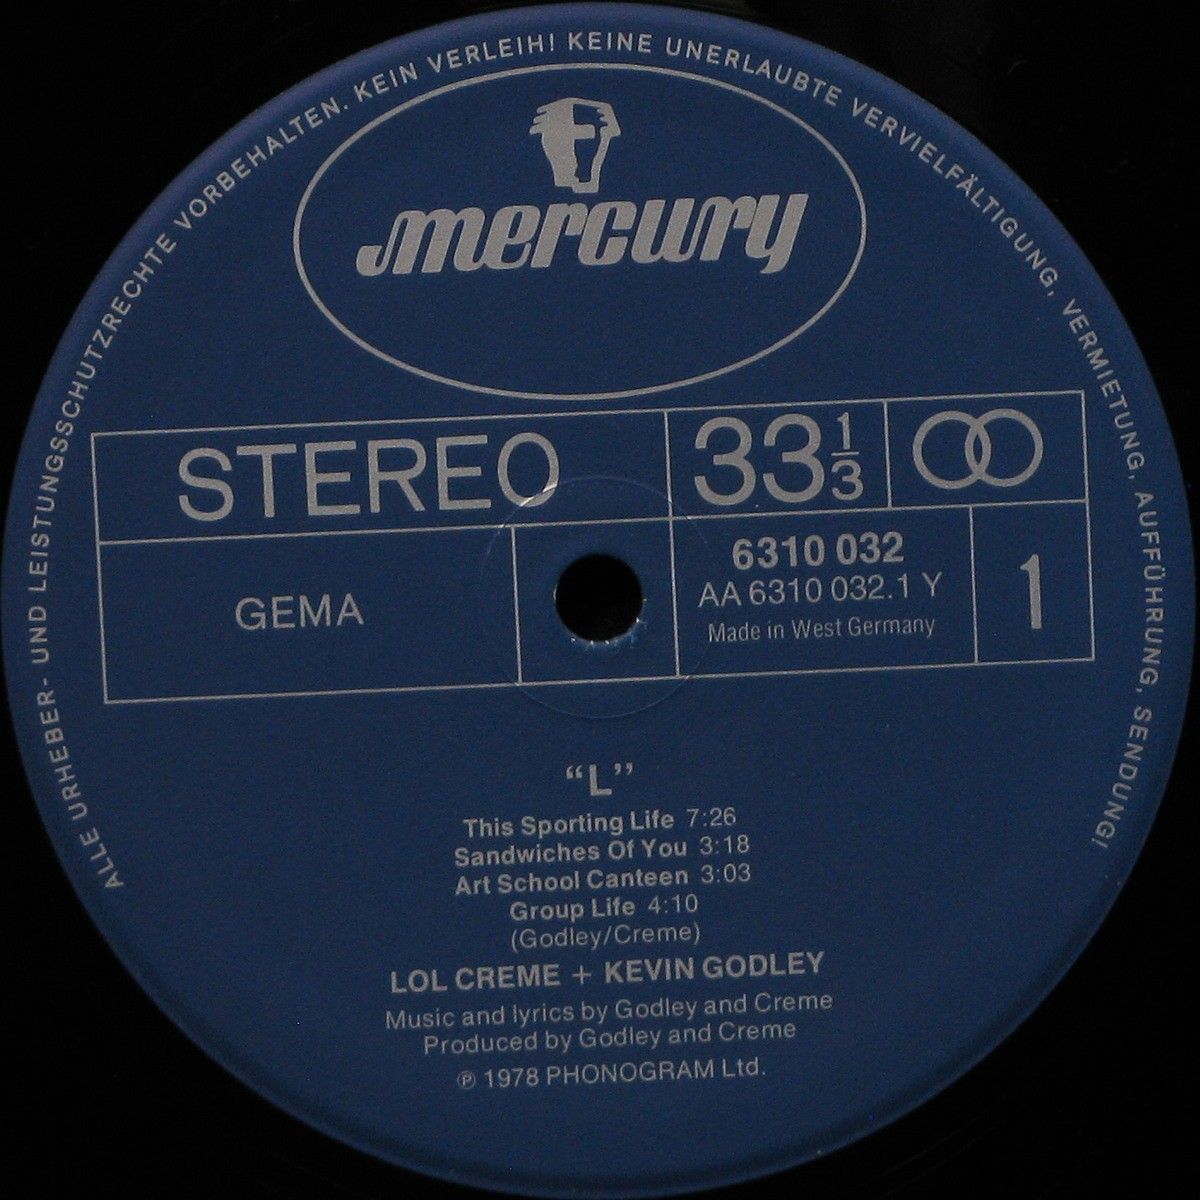 ALLE URHEBER- UND LEISTUNGSSCHUTZRECHTE VORBEHALTEN. KEIN VERLEIH! KEINE UNERLAUBTE VERVIELFÄLTIGUNG, VERMIETUNG, AUFFÜHRUNG, SENDUNG!
mercury
STEREO 33 1/3
GEMA
6310 032
AA 6310 032.1 Y
Made in West Germany
1
“L”
This Sporting Life 7:26
Sandwiches Of You 3:18
Art School Canteen 3:03
Group Life 4:10
(Godley/Creme)
LOL CREME + KEVIN GODLEY
Music and lyrics by Godley and Creme
Produced by Godley and Creme
℗ 1978 PHONOGRAM Ltd.